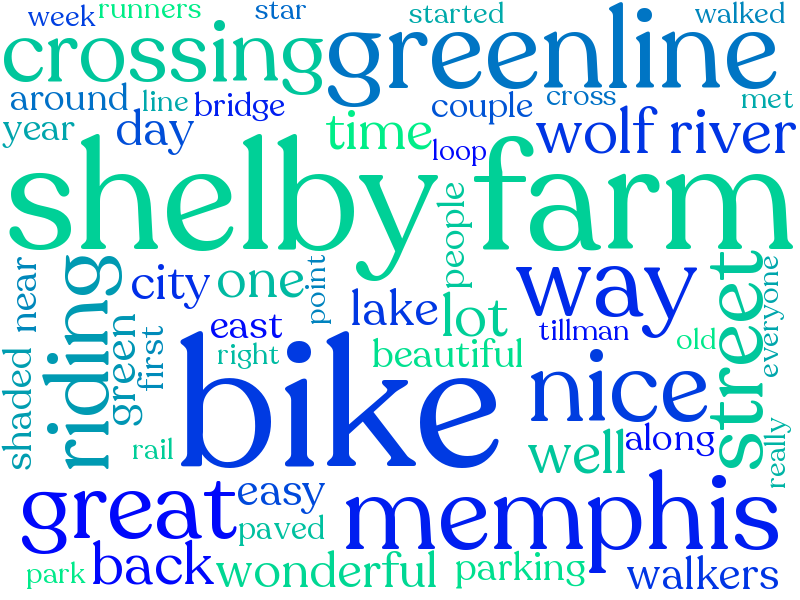 week runners star started walked
crossing greenline
around line bridge couple cross met
year day time loop wolf river
shelby farm
people
shaded near riding green first city one point lake lot way street everyone
east right beautiful tillman old
bike nice
rail well along really
great easy memphis
paved
park back wonderful parking walkers